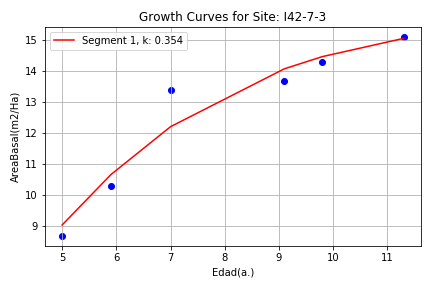 Growth Curves for Site: I42-7-3
Segment 1, k: 0.354
AreaBasal(m2/Ha)
15
14
13
12
11
10
9
5 6 7 8 9 10 11
Edad(a.)